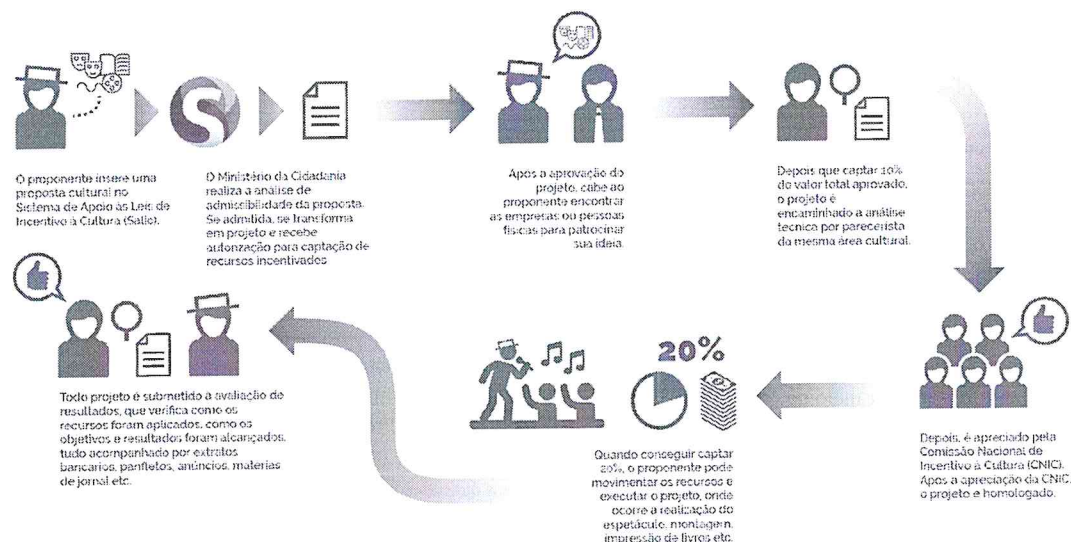 O proponente insere uma
proposta cultural no
Sistema de Apoio às Leis de
Incentivo à Cultura (Salic).
O Ministério da Cidadania
realiza a análise de
admissibilidade da proposta.
Se admitida, se transforma
em projeto e recebe
autorização para captação de
recursos incentivados
Após a aprovação do
projeto, cabe ao
proponente encontrar
as empresas ou pessoas
físicas para patrocinar
sua ideia.
Depois que captar 10%
do valor total aprovado,
o projeto é
encaminhado a análise
técnica por parecerista
da mesma área cultural.
Depois, é apreciado pela
Comissão Nacional de
Incentivo à Cultura (CNIC).
Após a apreciação da CNIC,
o projeto é homologado.
20%
Quando conseguir captar
20%, o proponente pode
movimentar os recursos e
executar o projeto, onde
ocorre a realização do
espetáculo, montagem,
impressão de livros etc.
Todo projeto é submetido à avaliação de
resultados, que verifica como os
recursos foram aplicados, como os
objetivos e resultados foram alcançados,
tudo acompanhado por extratos
bancários, panfletos, anúncios, matérias
de jornal etc.